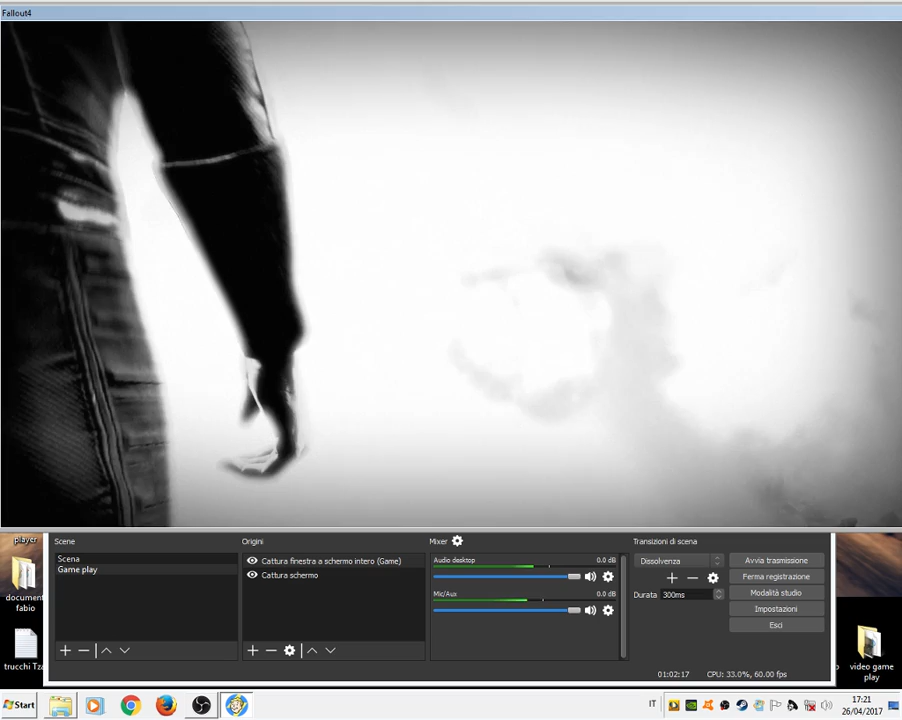 Fallout4
player
documen
fabio
trucchi Tza
Scene
Scena
Game play
Origini
Cattura finestra a schermo intero (Game)
Cattura schermo
Mixer
Audio desktop
0.0 dB
Mic/Aux
0.0 dB
Transizioni di scena
Dissolvenza
Durata
300ms
Avvia trasmissione
Ferma registrazione
Modalità studio
Impostazioni
Esci
01:02:17
CPU: 33.0%, 60.00 fps
video game
play
Start
IT
17:21
26/04/2017